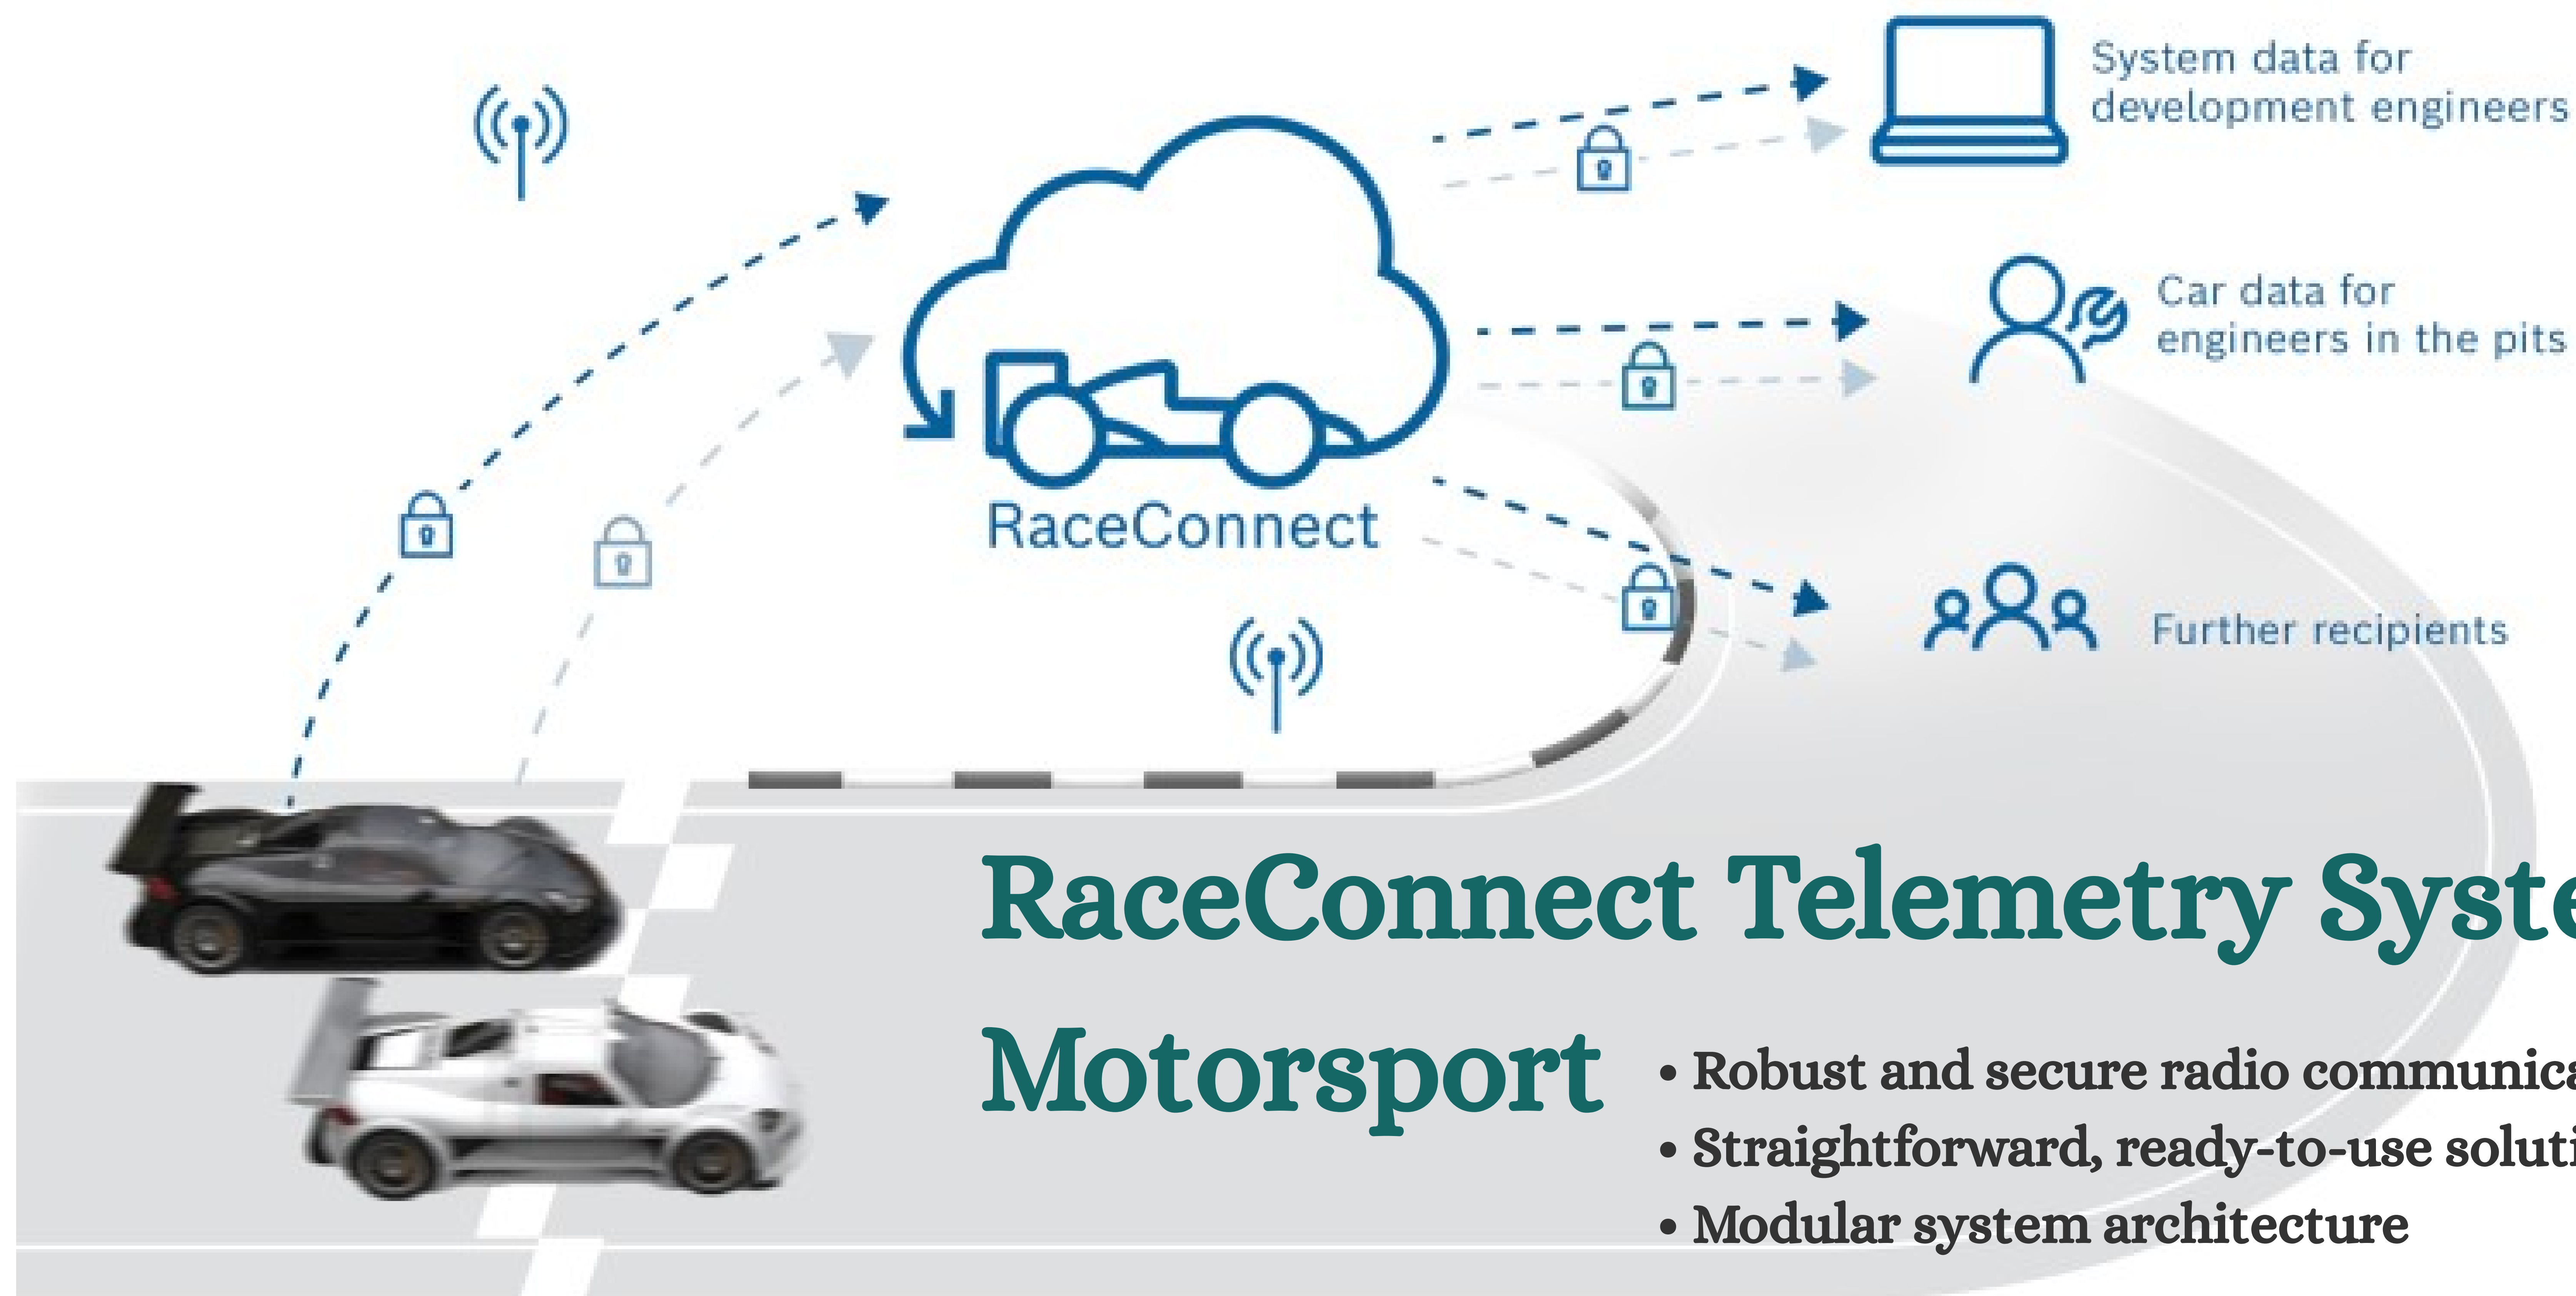 System data for
development engineers
Car data for
engineers in the pits
RaceConnect
Further recipients
RaceConnect Telemetry Syste
Motorsport
• Robust and secure radio communica
• Straightforward, ready-to-use soluti
• Modular system architecture